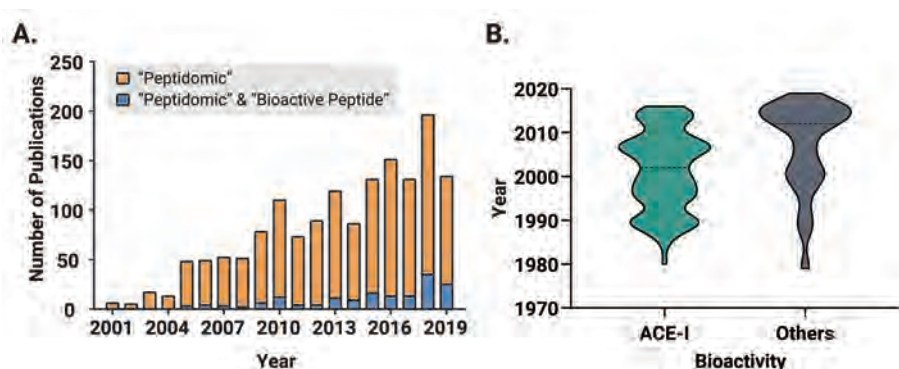 A.
250
200
150
100
50
0
Number of Publications
"Peptidomic"
"Peptidomic" & "Bioactive Peptide"
2001 2004 2007 2010 2013 2016 2019
Year
B.
2020
2010
2000
1990
1980
1970
Year
ACE-I Others
Bioactivity